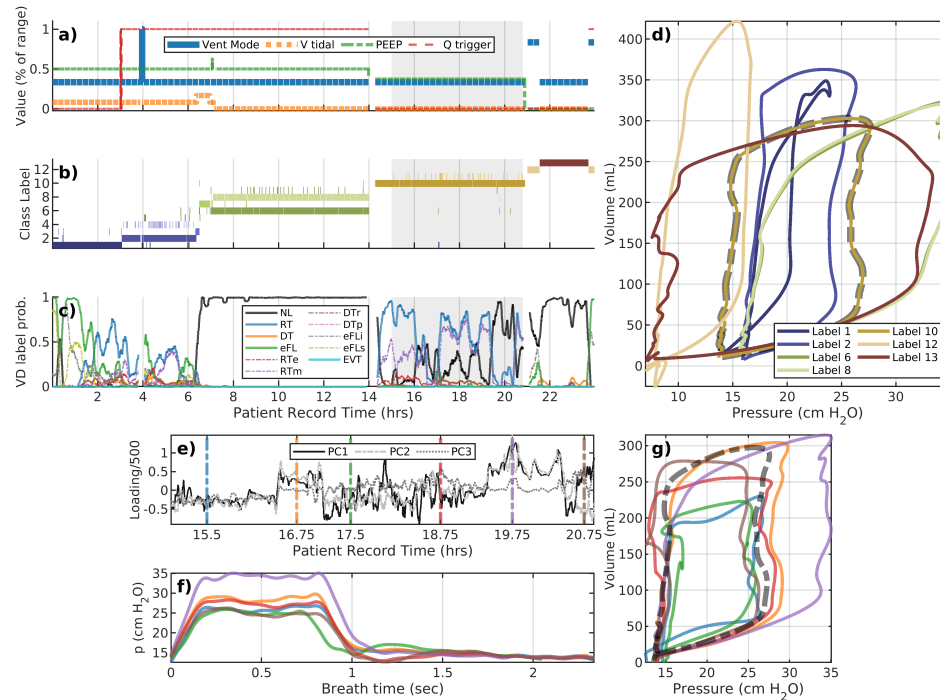 a)
Value (% of range)
1
0.5
0
Vent Mode
V tidal
PEEP
Q trigger
b)
Class Label
12
10
8
6
4
2
c)
VD label prob.
1
0.5
0
NL
RT
DT
eFL
RTe
RTm
DTr
DTp
eFLi
eFLs
EVT
2
4
6
8
10
12
14
16
18
20
22
Patient Record Time (hrs)
d)
Volume (mL)
400
350
300
250
200
150
100
50
0
Label 1
Label 2
Label 6
Label 8
Label 10
Label 12
Label 13
10
15
20
25
30
Pressure (cm H2O)
e)
Loading/500
1
0.5
0
-0.5
PC1
PC2
PC3
15.5
16.75
17.5
18.75
19.75
20.75
Patient Record Time (hrs)
f)
p (cm H2O)
35
30
25
20
15
0
0.5
1
1.5
2
Breath time (sec)
g)
Volume (mL)
300
250
200
150
100
50
0
15
20
25
30
35
Pressure (cm H2O)